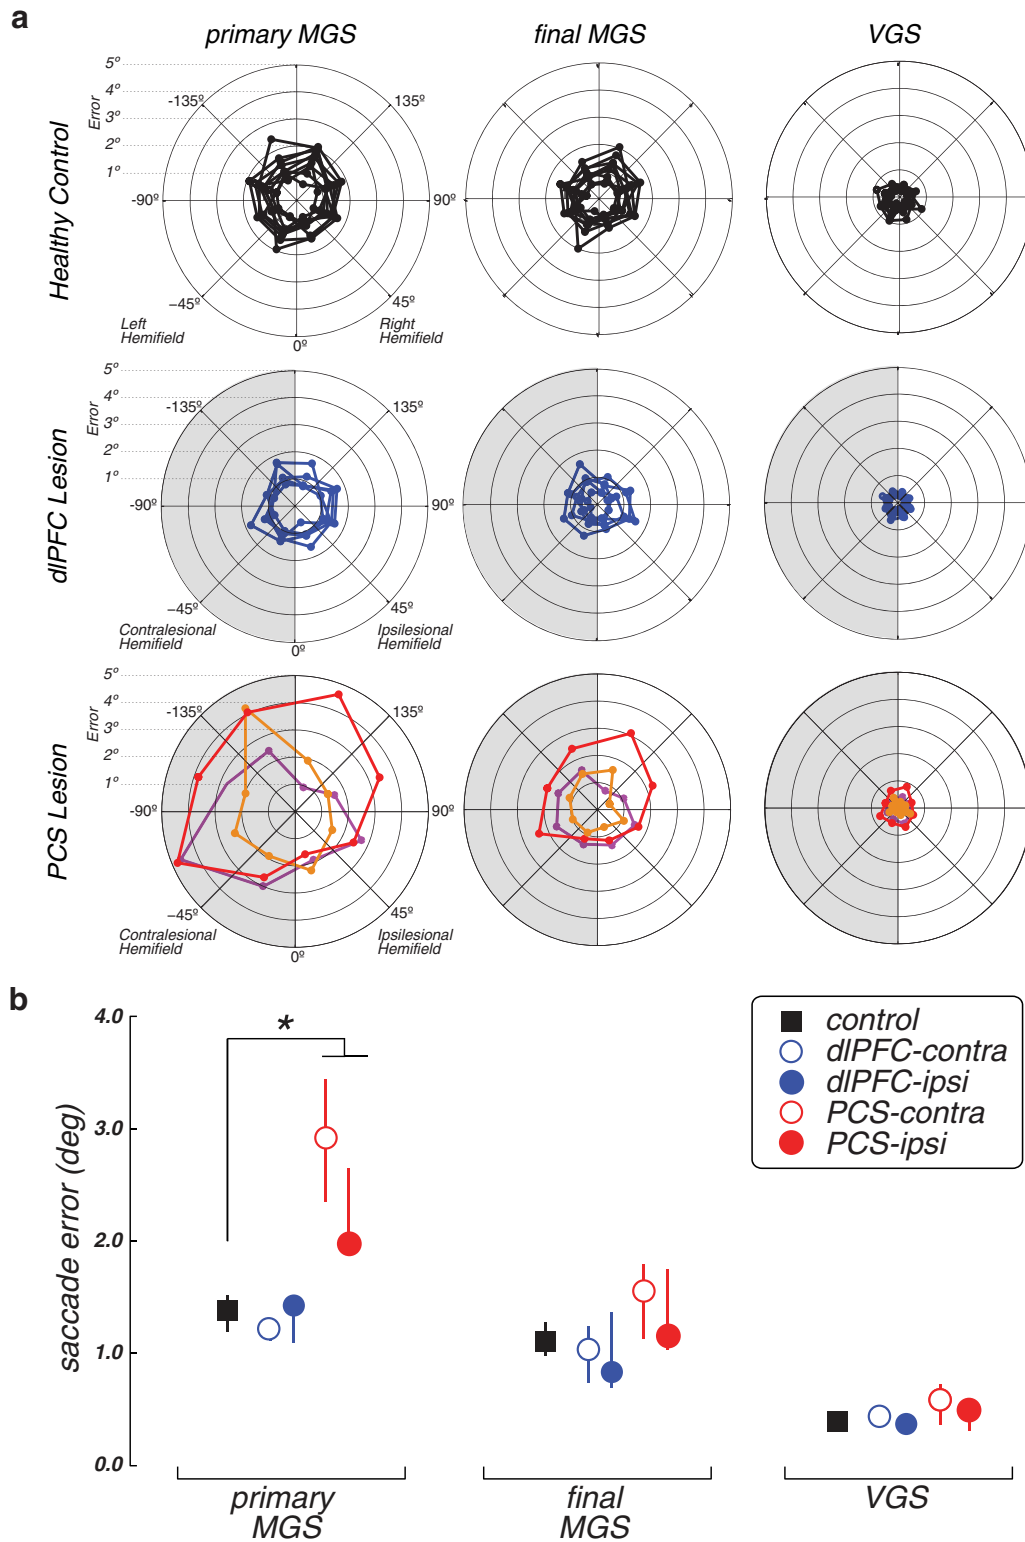 a
primary MGS
final MGS
VGS
Healthy Control
Error
5º
4º
3º
2º
1º
-135º
135º
-90º
90º
−45º
45º
0º
Left
Hemifield
Right
Hemifield
dlPFC Lesion
Error
5º
4º
3º
2º
1º
-135º
135º
-90º
90º
−45º
45º
0º
Contralesional
Hemifield
Ipsilesional
Hemifield
PCS Lesion
Error
5º
4º
3º
2º
1º
-135º
135º
-90º
90º
−45º
45º
0º
Contralesional
Hemifield
Ipsilesional
Hemifield
b
saccade error (deg)
4.0
3.0
2.0
1.0
0.0
*
control
dlPFC-contra
dlPFC-ipsi
PCS-contra
PCS-ipsi
primary
MGS
final
MGS
VGS